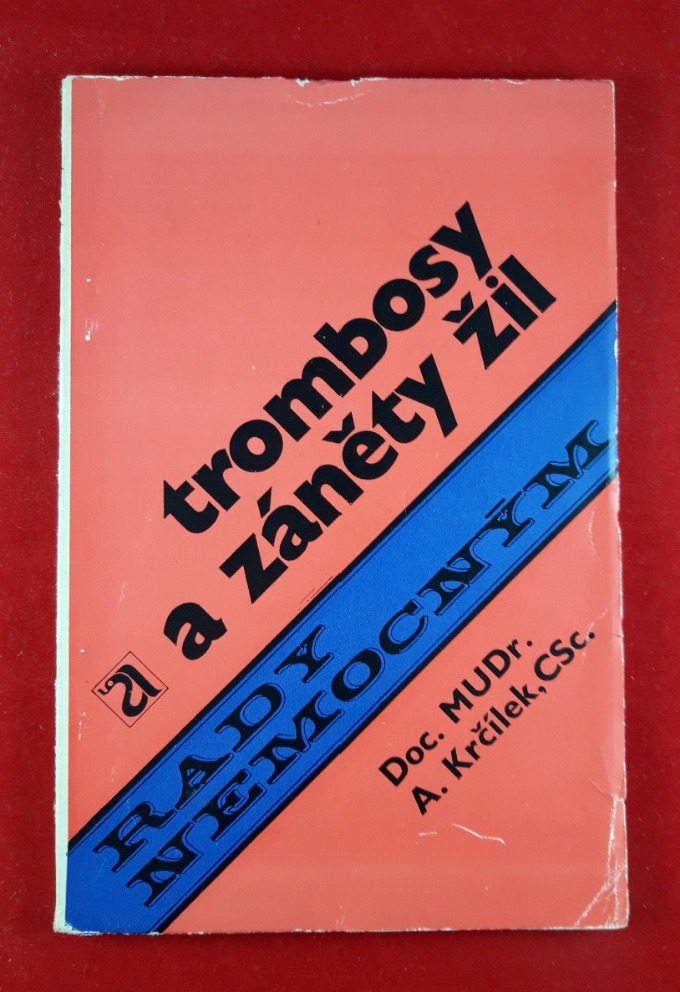 trombosy
a záněty žil
RADY
NEMOCNÝM
Doc. MUDr.
A. Krčílek, CSc.